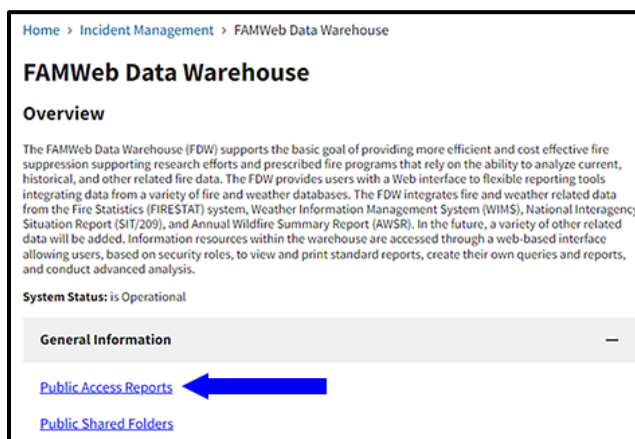 Home > Incident Management > FAMWeb Data Warehouse
FAMWeb Data Warehouse
Overview
The FAMWeb Data Warehouse (FDW) supports the basic goal of providing more efficient and cost effective fire
suppression supporting research efforts and prescribed fire programs that rely on the ability to analyze current,
historical, and other related fire data. The FDW provides users with a Web interface to flexible reporting tools
integrating data from a variety of fire and weather databases. The FDW integrates fire and weather related data
from the Fire Statistics (FIRESTAT) system, Weather Information Management System (WIMS), National Interagency
Situation Report (SIT/209), and Annual Wildfire Summary Report (AWSR). In the future, a variety of other related
data will be added. Information resources within the warehouse are accessed through a web-based interface
allowing users, based on security roles, to view and print standard reports, create their own queries and reports,
and conduct advanced analysis.
System Status: is Operational
General Information
Public Access Reports
Public Shared Folders